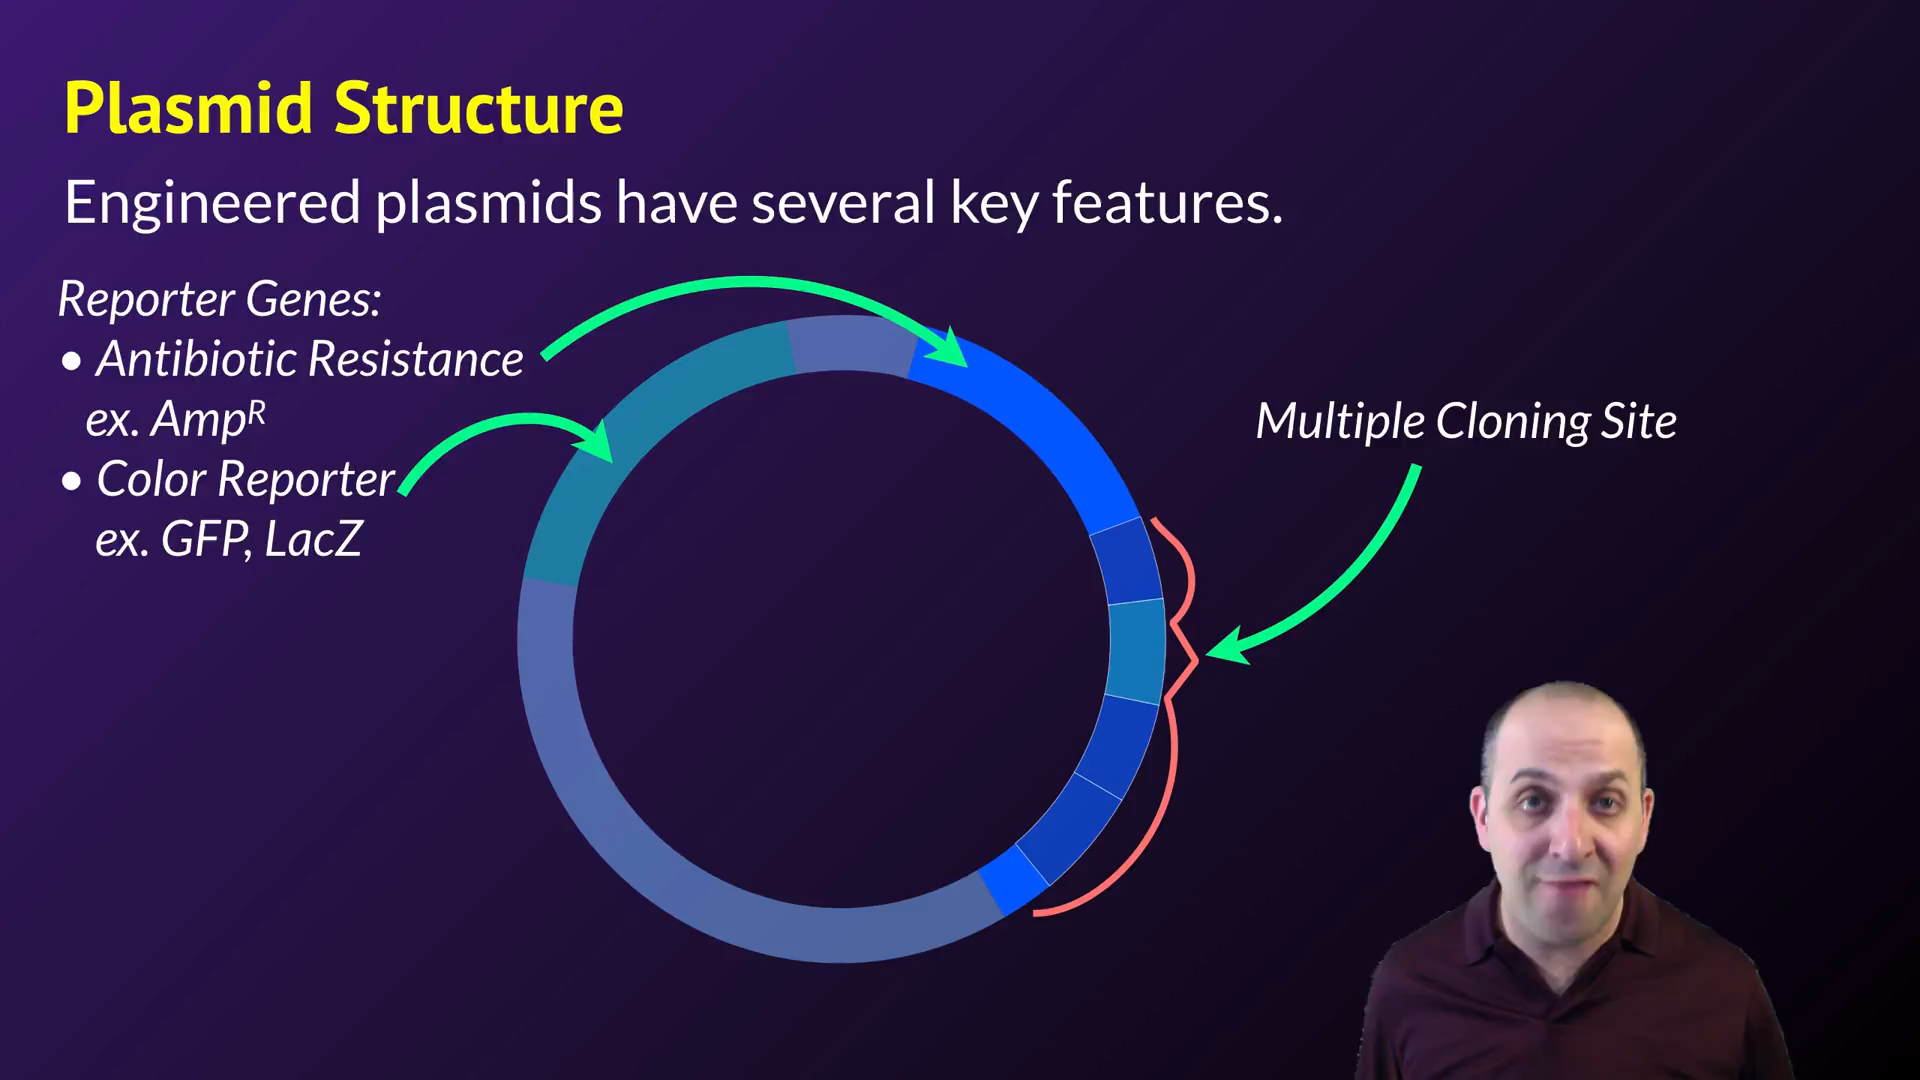 Plasmid Structure
Engineered plasmids have several key features.
Reporter Genes:
• Antibiotic Resistance
ex. Ampᴿ
• Color Reporter
ex. GFP, LacZ
Multiple Cloning Site